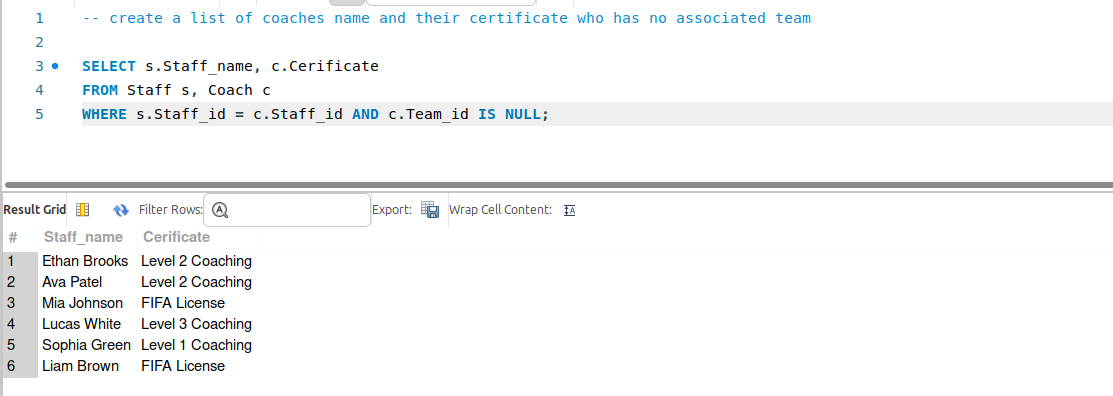 1 -- create a list of coaches name and their certificate who has no associated team
2
3 SELECT s.Staff_name, c.Cerificate
4 FROM Staff s, Coach c
5 WHERE s.Staff_id = c.Staff_id AND c.Team_id IS NULL;
Result Grid Filter Rows: Export: Wrap Cell Content:
# Staff_name Cerificate
1 Ethan Brooks Level 2 Coaching
2 Ava Patel Level 2 Coaching
3 Mia Johnson FIFA License
4 Lucas White Level 3 Coaching
5 Sophia Green Level 1 Coaching
6 Liam Brown FIFA License